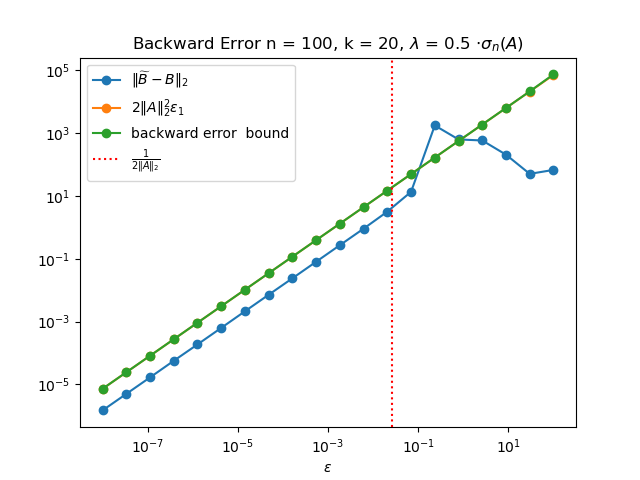 Backward Error n = 100, k = 20, λ = 0.5 ·σₙ(A)
‖B̃ − B‖₂
2‖A‖₂²ε₁
backward error bound
1/(2‖A‖₂)
10⁵
10³
10¹
10⁻¹
10⁻³
10⁻⁵
10⁻⁷ 10⁻⁵ 10⁻³ 10⁻¹ 10¹
ε